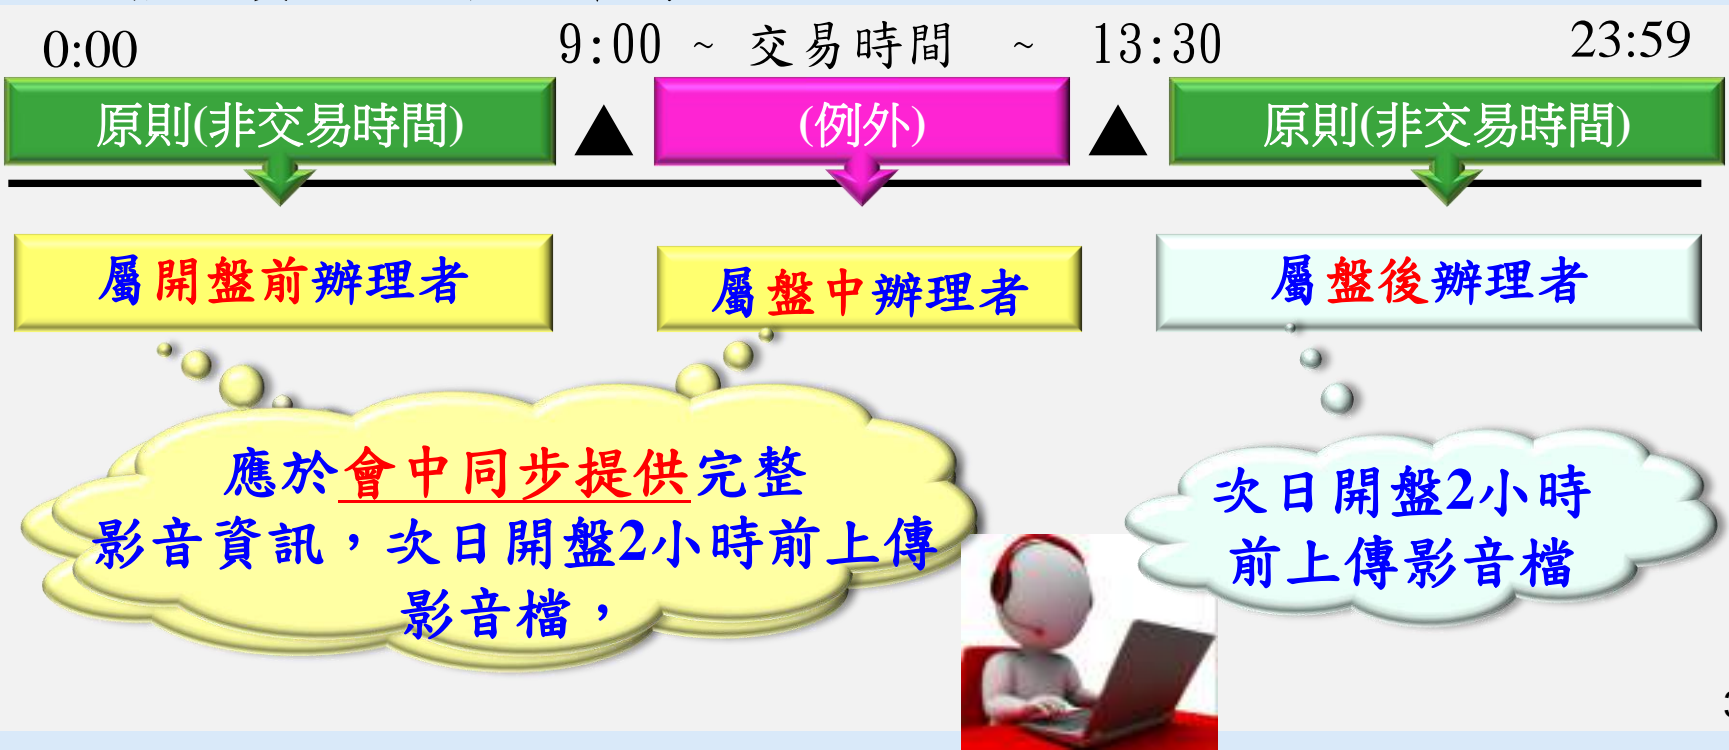 0:00
9:00 ~ 交易時間 ~ 13:30
23:59
原則(非交易時間)
(例外)
原則(非交易時間)
屬開盤前辦理者
屬盤中辦理者
屬盤後辦理者
應於會中同步提供完整
影音資訊，次日開盤2小時前上傳
影音檔，
次日開盤2小時
前上傳影音檔